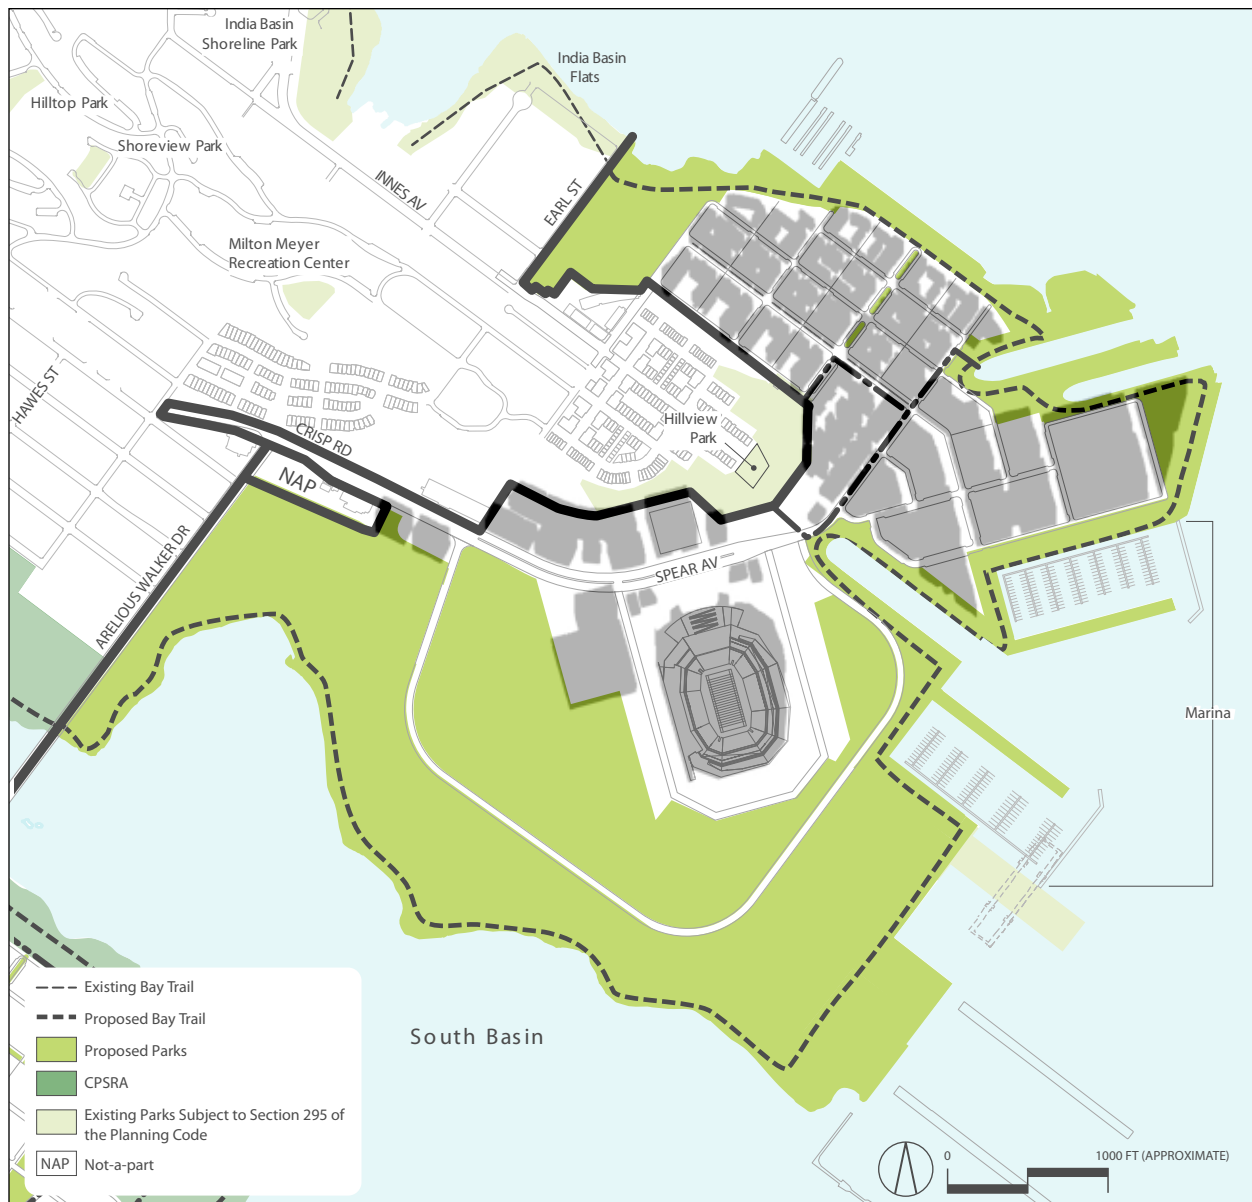 India Basin
Shoreline Park
India Basin
Flats
Hilltop Park
Shoreview Park
INNES AV
EARL ST
Milton Meyer
Recreation Center
HAWES ST
CRISP RD
Hillview
Park
NAP
ARELIOUS WALKER DR
SPEAR AV
Marina
South Basin
Existing Bay Trail
Proposed Bay Trail
Proposed Parks
CPSRA
Existing Parks Subject to Section 295 of
the Planning Code
NAP Not-a-part
0 1000 FT (APPROXIMATE)